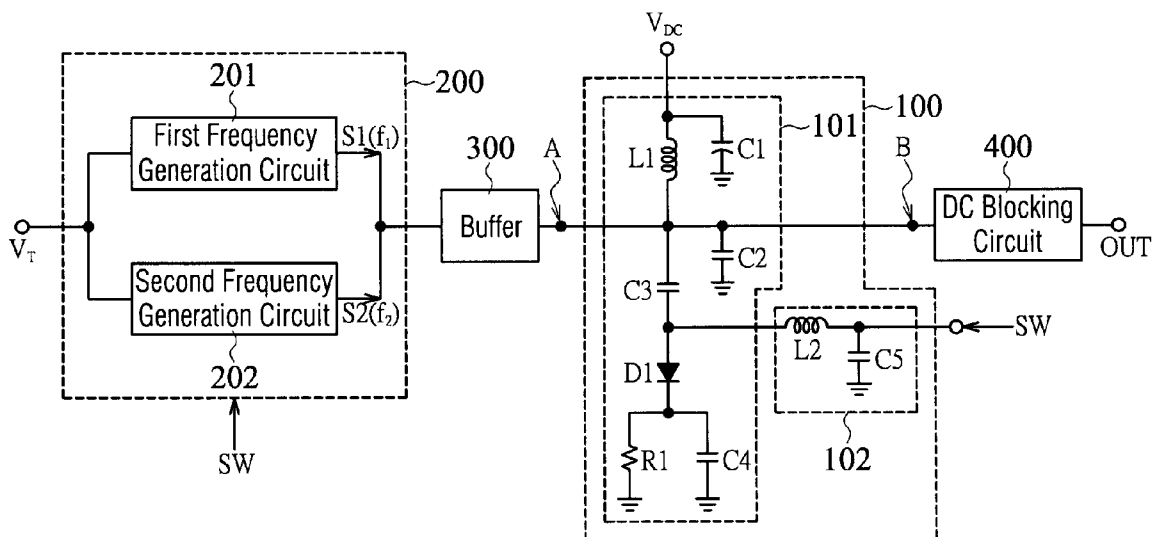 V_DC
201
200
100
First Frequency
Generation Circuit
S1(f₁)
101
L1
C1
300
A
B
400
Buffer
DC Blocking
Circuit
V_T
OUT
C2
Second Frequency
Generation Circuit
S2(f₂)
C3
SW
L2
C5
D1
202
R1
C4
102
SW